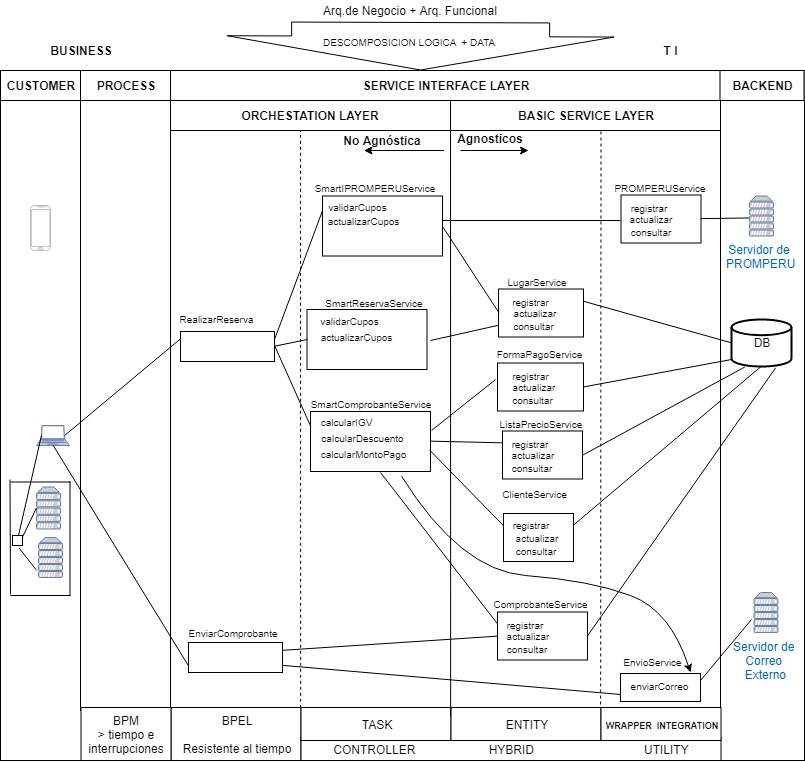 Arq.de Negocio + Arq. Funcional
DESCOMPOSICION LOGICA + DATA
BUSINESS
T I
CUSTOMER
PROCESS
SERVICE INTERFACE LAYER
BACKEND
ORCHESTATION LAYER
BASIC SERVICE LAYER
No Agnóstica
Agnosticos
SmartIPROMPERUService
validarCupos
actualizarCupos
PROMPERUService
registrar
actualizar
consultar
Servidor de
PROMPERU
LugarService
registrar
actualizar
consultar
RealizarReserva
SmartReservaService
validarCupos
actualizarCupos
DB
FormaPagoService
registrar
actualizar
consultar
SmartComprobanteService
calcularIGV
calcularDescuento
calcularMontoPago
ListaPrecioService
registrar
actualizar
consultar
ClienteService
registrar
actualizar
consultar
ComprobanteService
registrar
actualizar
consultar
EnviarComprobante
EnvioService
enviarCorreo
Servidor de
Correo
Externo
BPM
> tiempo e
interrupciones
BPEL
Resistente al tiempo
TASK
CONTROLLER
ENTITY
HYBRID
WRAPPER INTEGRATION
UTILITY